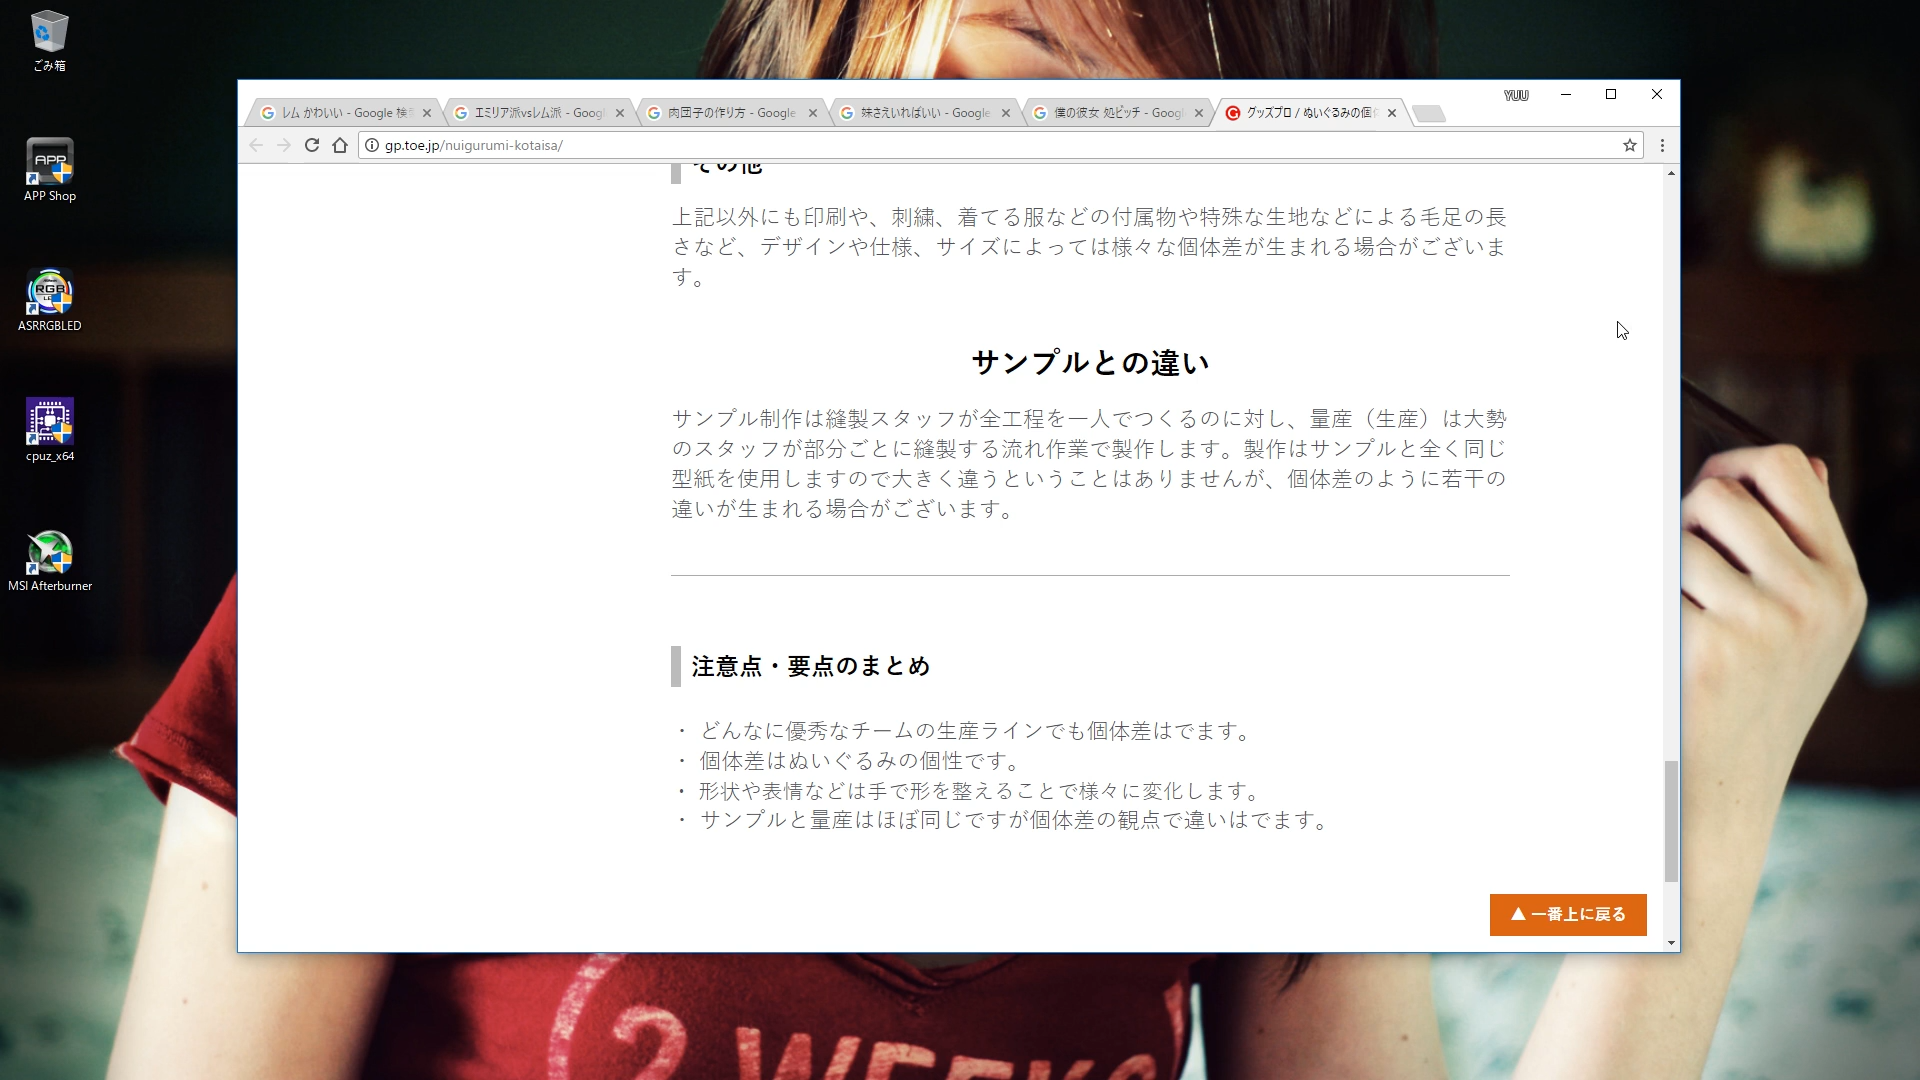 ごみ箱
APP
APP Shop
RGB
ASRRGBLED
cpuz_x64
MSI Afterburner
レム かわいい - Google 検
エミリア派vsレム派 - Goog
肉団子の作り方 - Google
妹さえいればいい - Google
僕の彼女 処ビッチ - Goog
グッズプロ / ぬいぐるみの個
YUU
gp.toe.jp/nuigurumi-kotaisa/
その他
上記以外にも印刷や、刺繍、着てる服などの付属物や特殊な生地などによる毛足の長
さなど、デザインや仕様、サイズによっては様々な個体差が生まれる場合がございま
す。
サンプルとの違い
サンプル制作は縫製スタッフが全工程を一人でつくるのに対し、量産（生産）は大勢
のスタッフが部分ごとに縫製する流れ作業で製作します。製作はサンプルと全く同じ
型紙を使用しますので大きく違うということはありませんが、個体差のように若干の
違いが生まれる場合がございます。
注意点・要点のまとめ
・ どんなに優秀なチームの生産ラインでも個体差はでます。
・ 個体差はぬいぐるみの個性です。
・ 形状や表情などは手で形を整えることで様々に変化します。
・ サンプルと量産はほぼ同じですが個体差の観点で違いはでます。
▲ 一番上に戻る
2 WEEKS